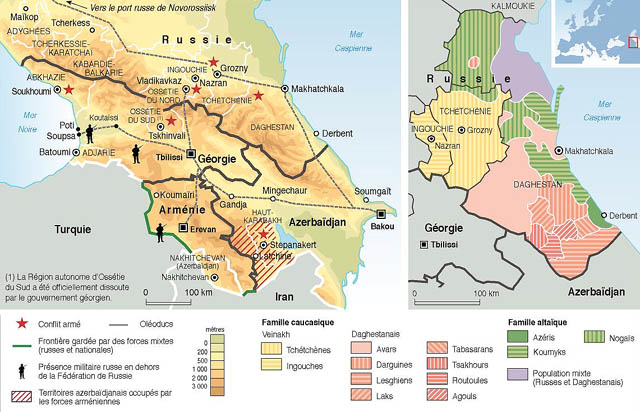 Vers le port russe de Novorossiisk
Maïkop
ADYGHÉES
Tcherkess
TCHERKESSIE-
KARATCHAÏ
KABARDIE-
BALKARIE
Russie
Mer
Caspienne
ABKHAZIE
Soukhoumi
INGOUCHIE
Vladikavkaz
Nazran
Grozny
OSSÉTIE
DU NORD
TCHÉTCHÉNIE
Makhatchkala
Mer
Noire
Poti
Soupsa
Batoumi
Koutaïssi
OSSÉTIE
DU SUD (1)
Tskhinvali
ADJARIE
Tbilissi
Géorgie
DAGHESTAN
Derbent
Koumaïri
Arménie
Erevan
Gandja
Mingechaur
Soumgaït
Bakou
Azerbaïdjan
HAUT-
KARABAKH
Stépanakert
Latchine
Turquie
NAKHITCHEVAN
(Azerbaïdjan)
Nakhitchevan
Iran
(1) La Région autonome d'Ossétie
du Sud a été officiellement dissoute
par le gouvernement géorgien.
0 100 km
KALMOUKIE
Russie
TCHÉTCHÉNIE
INGOUCHIE
Grozny
Nazran
Mer
Caspienne
Makhatchkala
DAGHESTAN
Derbent
Géorgie
Tbilissi
Azerbaïdjan
0 100 km
Conflit armé
Oléoducs
Frontière gardée par des forces mixtes
(russes et nationales)
Présence militaire russe en dehors
de la Fédération de Russie
Territoires azerbaïdjanais occupés par
les forces arméniennes
mètres
0
200
500
1 000
2 000
3 000
Famille caucasique
Veïnakh
Tchétchènes
Ingouches
Daghestanais
Avars
Darguines
Lesghiens
Laks
Tabasarans
Tsakhours
Routoules
Agouls
Famille altaïque
Azéris
Koumyks
Nogaïs
Population mixte
(Russes et Daghestanais)